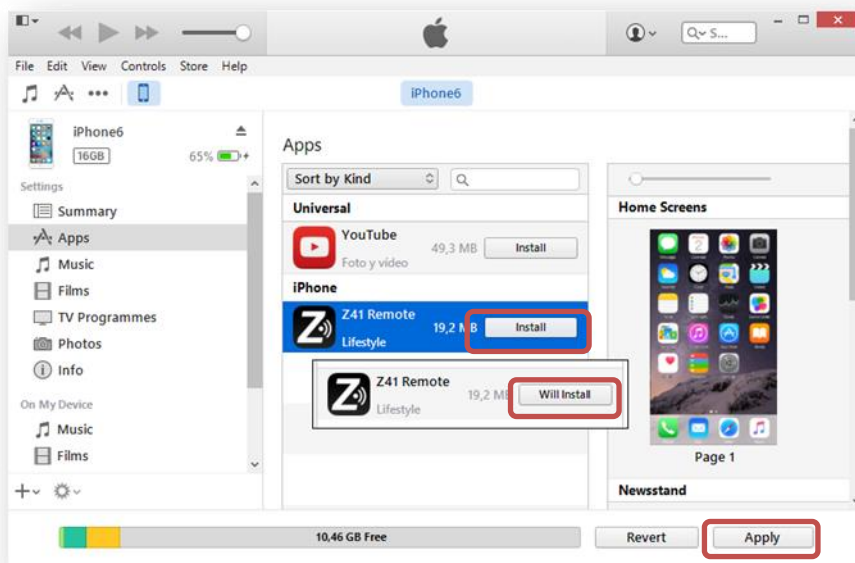 S...
File Edit View Controls Store Help
iPhone6
iPhone6
16GB
65%
Settings
Summary
Apps
Music
Films
TV Programmes
Photos
Info
On My Device
Music
Films
Apps
Sort by Kind
Universal
YouTube
Foto y vídeo
49,3 MB
Install
iPhone
Z41 Remote
Lifestyle
19,2 MB
Install
Z41 Remote
Lifestyle
19,2 MB
Will Install
Home Screens
Page 1
Newsstand
10,46 GB Free
Revert
Apply